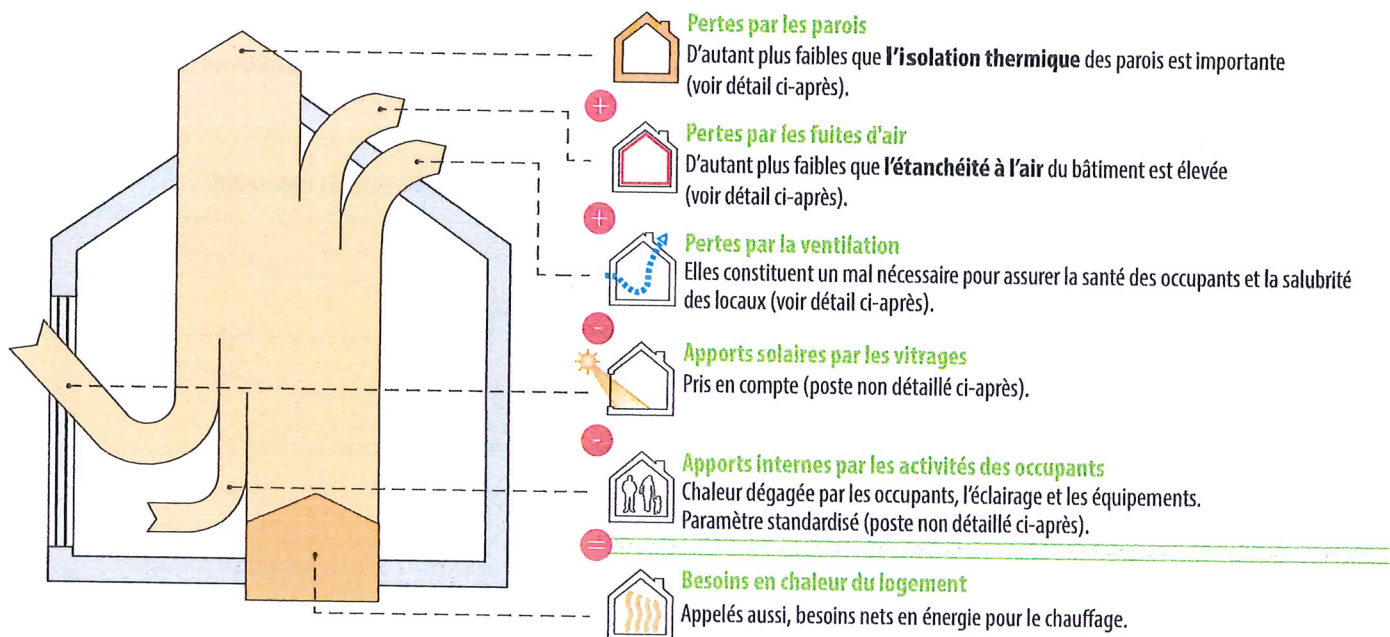 Pertes par les parois
D'autant plus faibles que l'isolation thermique des parois est importante
(voir détail ci-après).
+
Pertes par les fuites d'air
D'autant plus faibles que l'étanchéité à l'air du bâtiment est élevée
(voir détail ci-après).
+
Pertes par la ventilation
Elles constituent un mal nécessaire pour assurer la santé des occupants et la salubrité
des locaux (voir détail ci-après).
-
Apports solaires par les vitrages
Pris en compte (poste non détaillé ci-après).
-
Apports internes par les activités des occupants
Chaleur dégagée par les occupants, l'éclairage et les équipements.
Paramètre standardisé (poste non détaillé ci-après).
=
Besoins en chaleur du logement
Appelés aussi, besoins nets en énergie pour le chauffage.